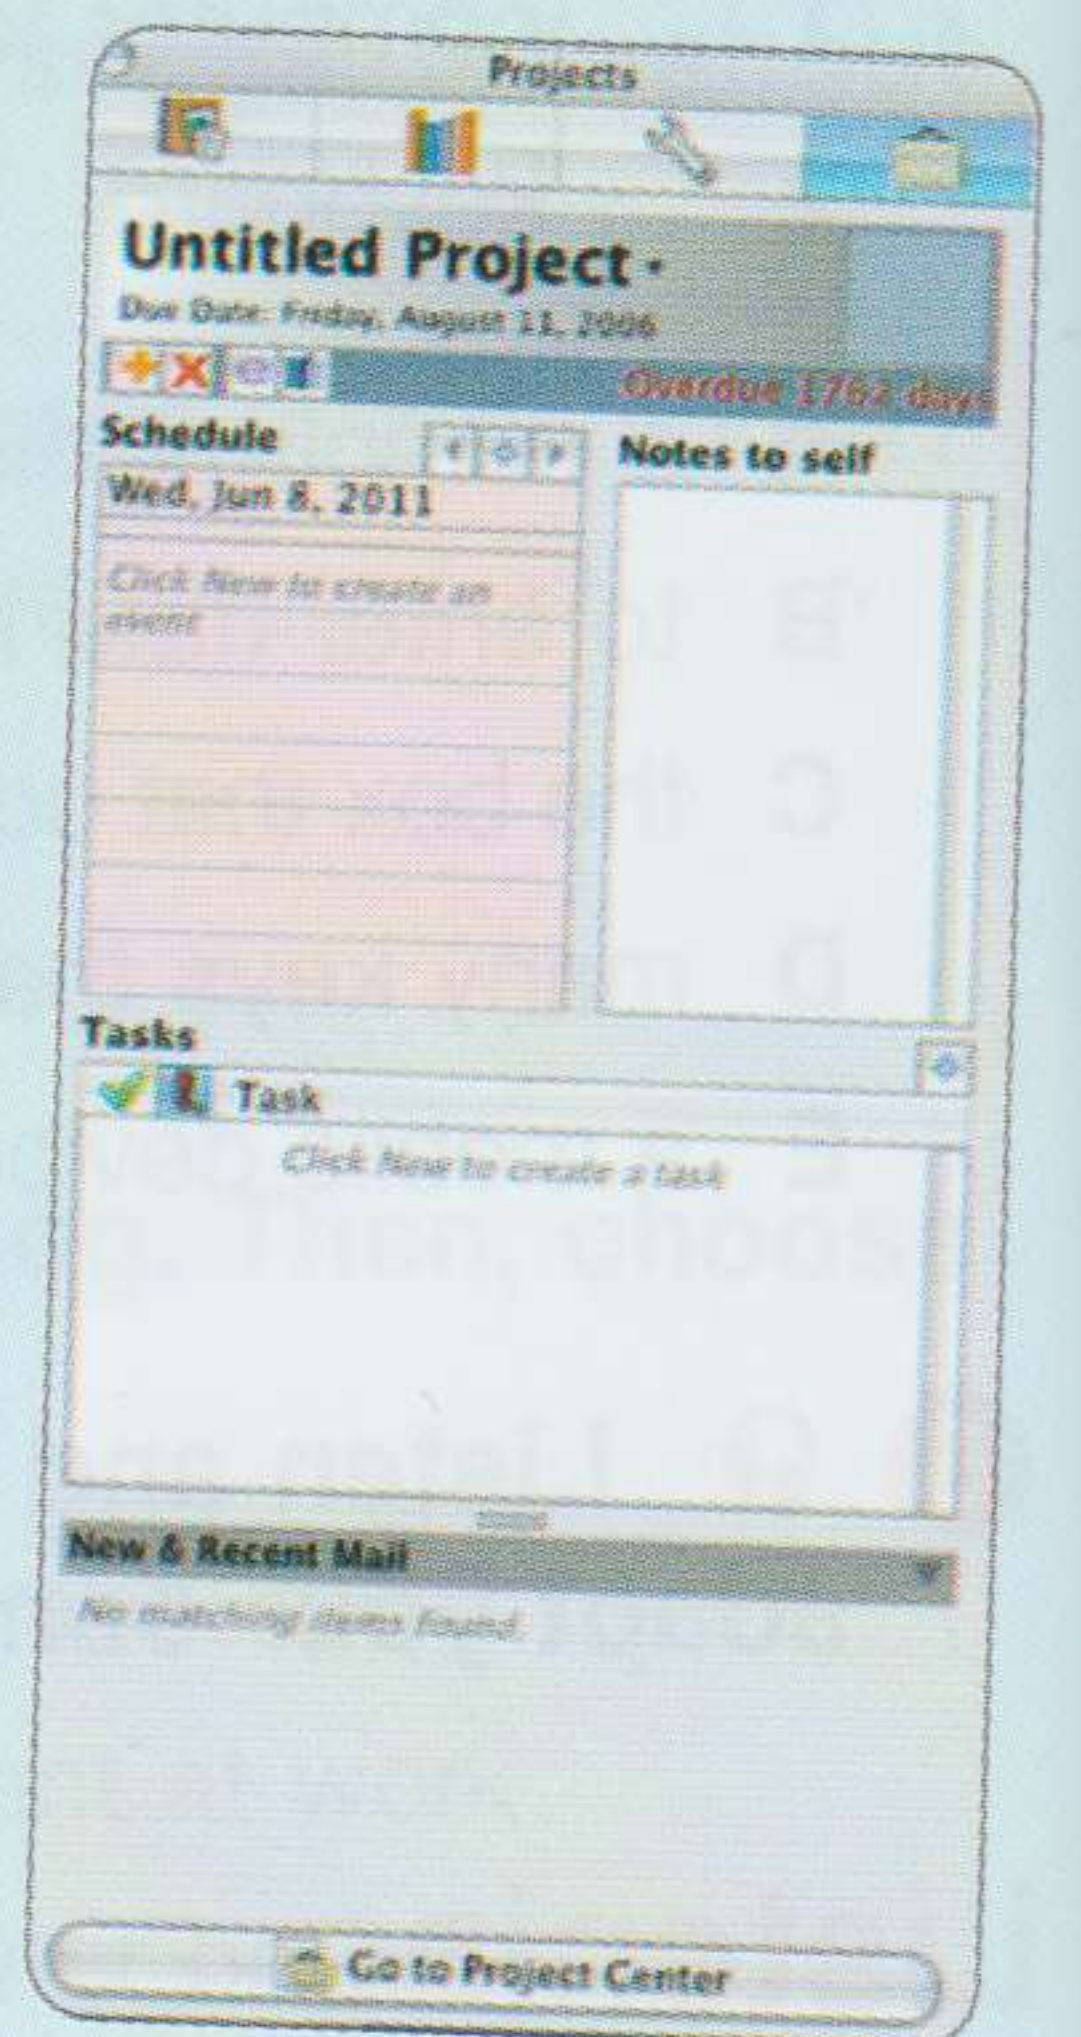 Projects
Untitled Project
Due Date: Friday, August 11, 2006
Overdue 1762 days
Schedule
Wed, Jun 8, 2011
Click New to create an
event
Notes to self
Tasks
Task
Click New to create a task
New & Recent Mail
No matching items found.
Go to Project Center